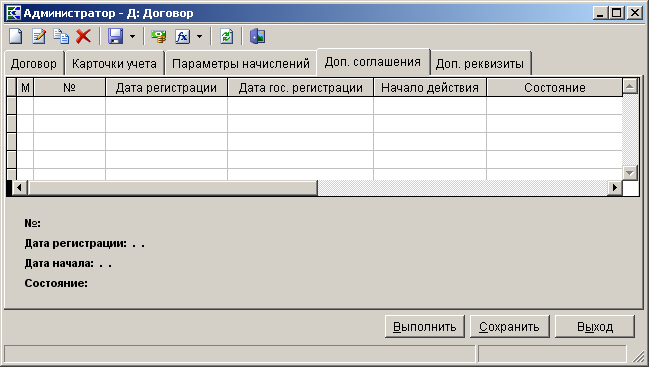 Администратор - Д: Договор
Договор Карточки учета Параметры начислений Доп. соглашения Доп. реквизиты
М № Дата регистрации Дата гос. регистрации Начало действия Состояние
№:
Дата регистрации: . .
Дата начала: . .
Состояние:
Выполнить Сохранить Выход